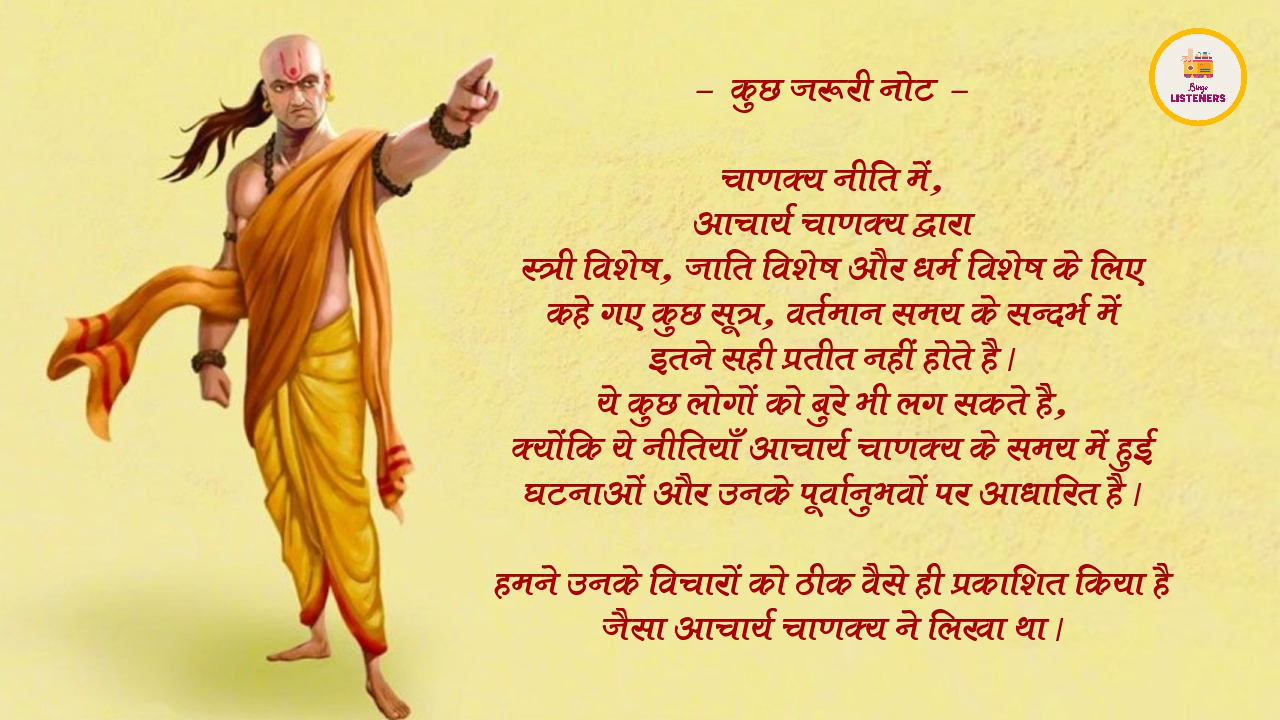 – कुछ जरूरी नोट –
Binge
LISTENERS
चाणक्य नीति में,
आचार्य चाणक्य द्वारा
स्त्री विशेष, जाति विशेष और धर्म विशेष के लिए
कहे गए कुछ सूत्र, वर्तमान समय के सन्दर्भ में
इतने सही प्रतीत नहीं होते है।
ये कुछ लोगों को बुरे भी लग सकते है,
क्योंकि ये नीतियाँ आचार्य चाणक्य के समय में हुई
घटनाओं और उनके पूर्वानुभवों पर आधारित है।
हमने उनके विचारों को ठीक वैसे ही प्रकाशित किया है
जैसा आचार्य चाणक्य ने लिखा था।